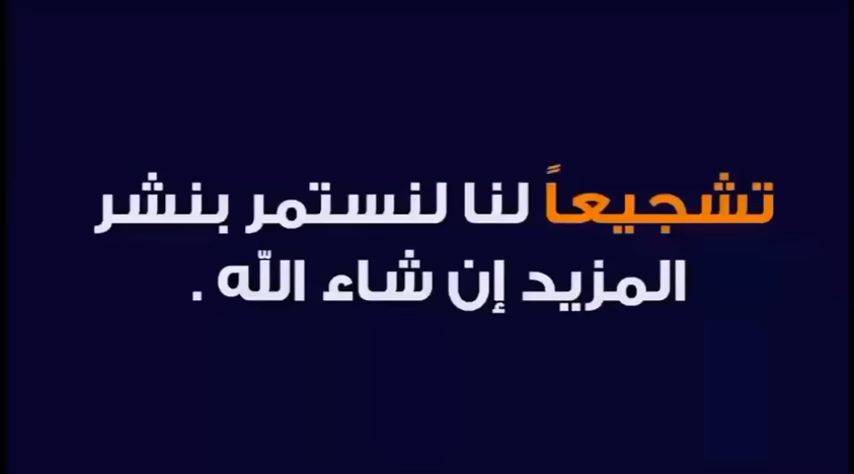 تشجيعاً لنا لنستمر بنشر
المزيد إن شاء الله .